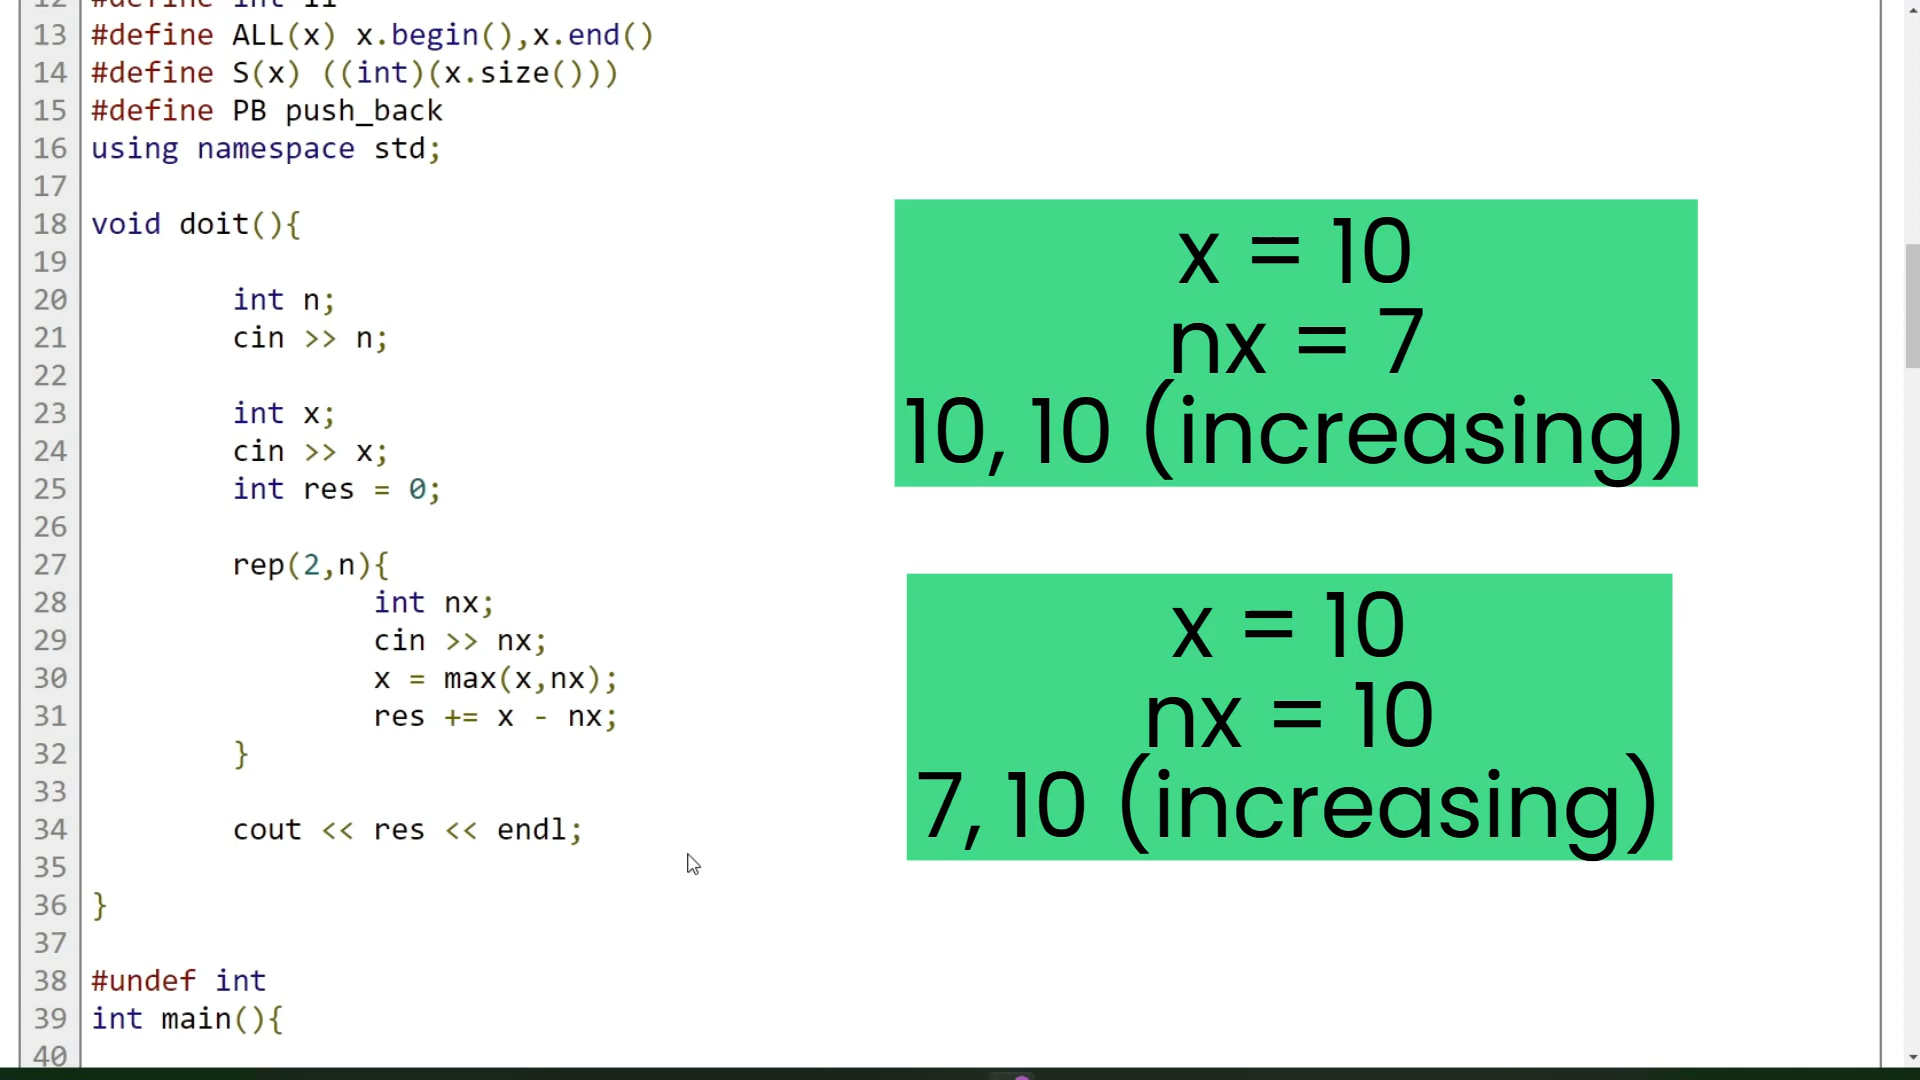 12 #define int ll
13 #define ALL(x) x.begin(),x.end()
14 #define S(x) ((int)(x.size()))
15 #define PB push_back
16 using namespace std;
17
18 void doit(){
19
20 int n;
21 cin >> n;
22
23 int x;
24 cin >> x;
25 int res = 0;
26
27 rep(2,n){
28 int nx;
29 cin >> nx;
30 x = max(x,nx);
31 res += x - nx;
32 }
33
34 cout << res << endl;
35
36 }
37
38 #undef int
39 int main(){
40
x = 10
nx = 7
10, 10 (increasing)
x = 10
nx = 10
7, 10 (increasing)